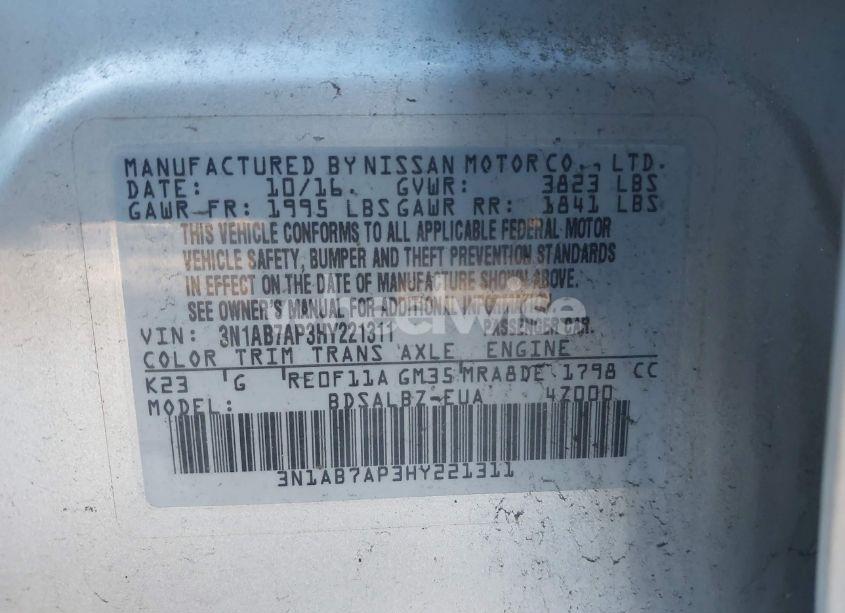 MANUFACTURED BY NISSAN MOTOR CO., LTD.
DATE: 10/16. GVWR: 3823 LBS
GAWR FR: 1995 LBS GAWR RR: 1841 LBS
THIS VEHICLE CONFORMS TO ALL APPLICABLE FEDERAL MOTOR
VEHICLE SAFETY, BUMPER AND THEFT PREVENTION STANDARDS
IN EFFECT ON THE DATE OF MANUFACTURE SHOWN ABOVE.
SEE OWNER'S MANUAL FOR ADDITIONAL INFORMATION.
VIN: 3N1AB7AP3HY221311 PASSENGER CAR.
COLOR TRIM TRANS AXLE ENGINE
K23 G RE0F11A GM35 MRA8DE 1798 CC
MODEL: BDSALBZ-EUA 4Z000
3N1AB7AP3HY221311